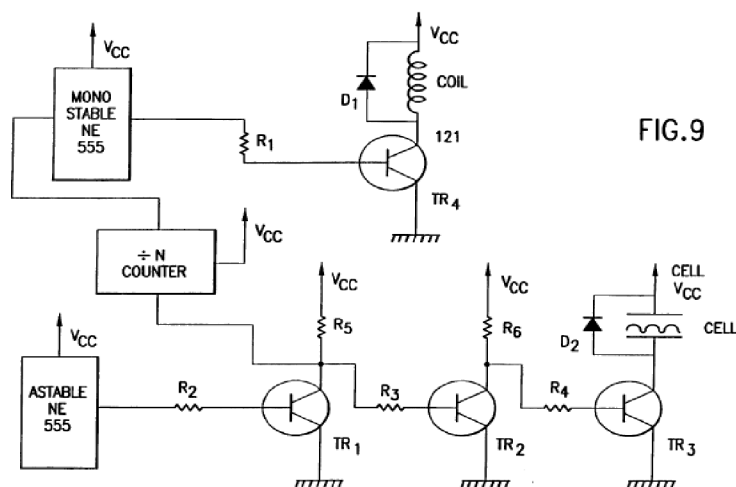 VCC
MONO
STABLE
NE
555
R1
D1
VCC
COIL
121
TR4
FIG.9
÷ N
COUNTER
VCC
VCC
ASTABLE
NE
555
R2
VCC
R5
TR1
R3
VCC
R6
TR2
R4
CELL
VCC
D2
CELL
TR3